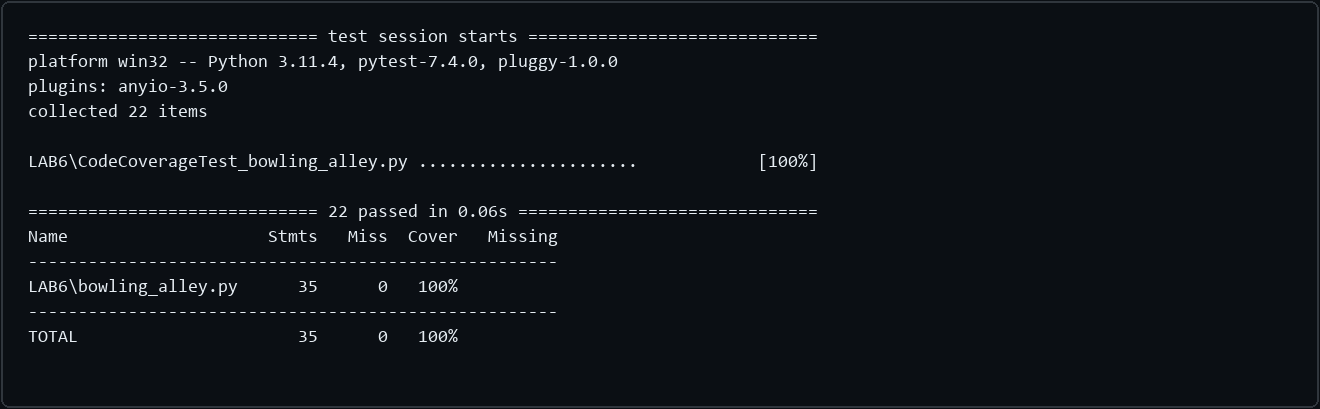 ============================= test session starts =============================
platform win32 -- Python 3.11.4, pytest-7.4.0, pluggy-1.0.0
plugins: anyio-3.5.0
collected 22 items
LAB6\CodeCoverageTest_bowling_alley.py ...................... [100%]
============================= 22 passed in 0.06s ==============================
Name Stmts Miss Cover Missing
-----------------------------------------------------
LAB6\bowling_alley.py 35 0 100%
-----------------------------------------------------
TOTAL 35 0 100%